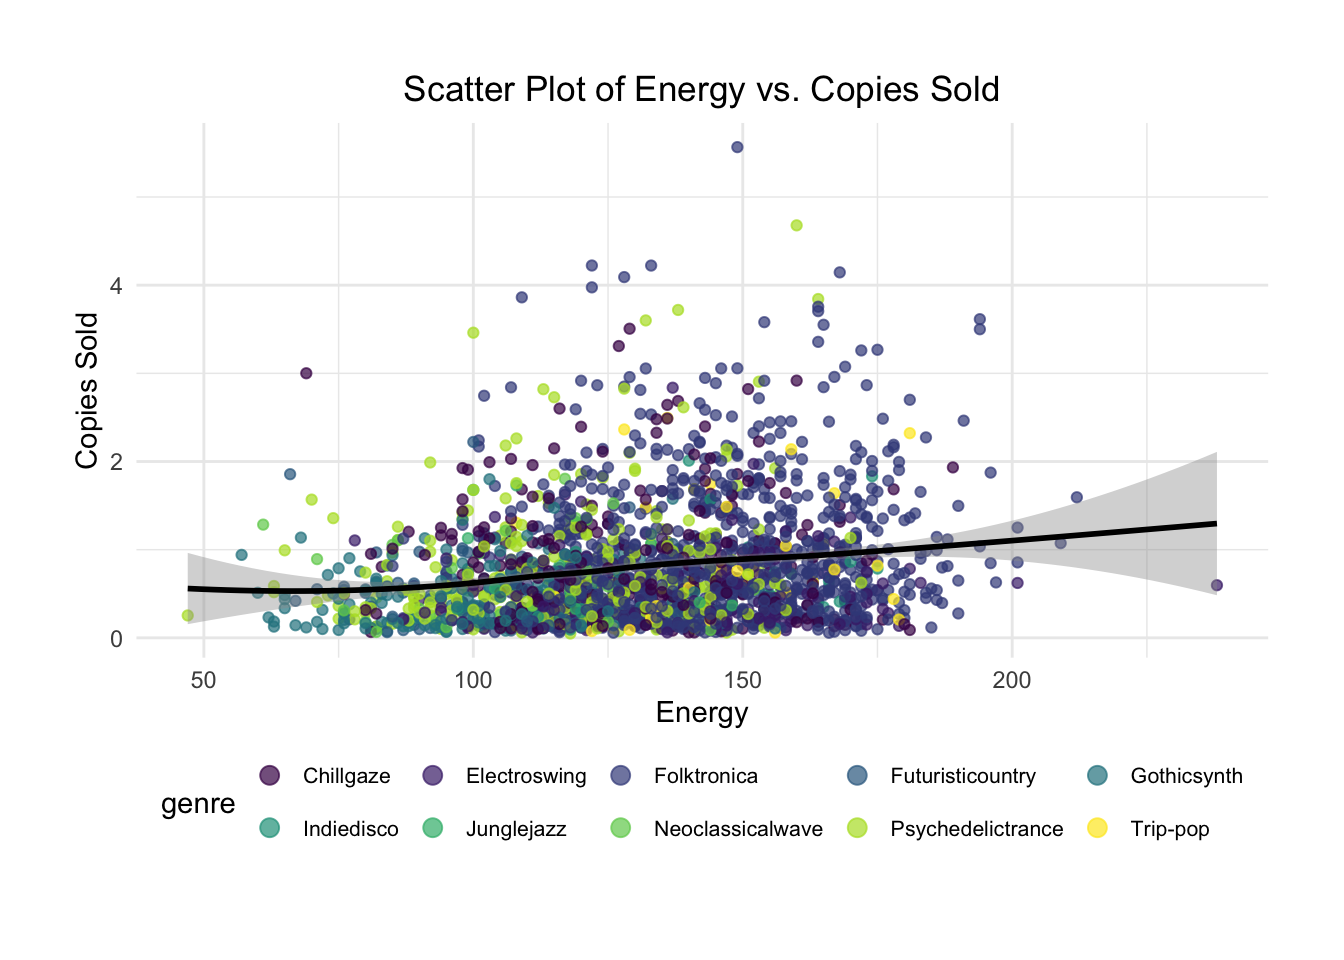 Scatter Plot of Energy vs. Copies Sold
Copies Sold
4
2
0
50 100 150 200
Energy
genre
Chillgaze Electroswing Folktronica Futuristicountry Gothicsynth
Indiedisco Junglejazz Neoclassicalwave Psychedelictrance Trip-pop